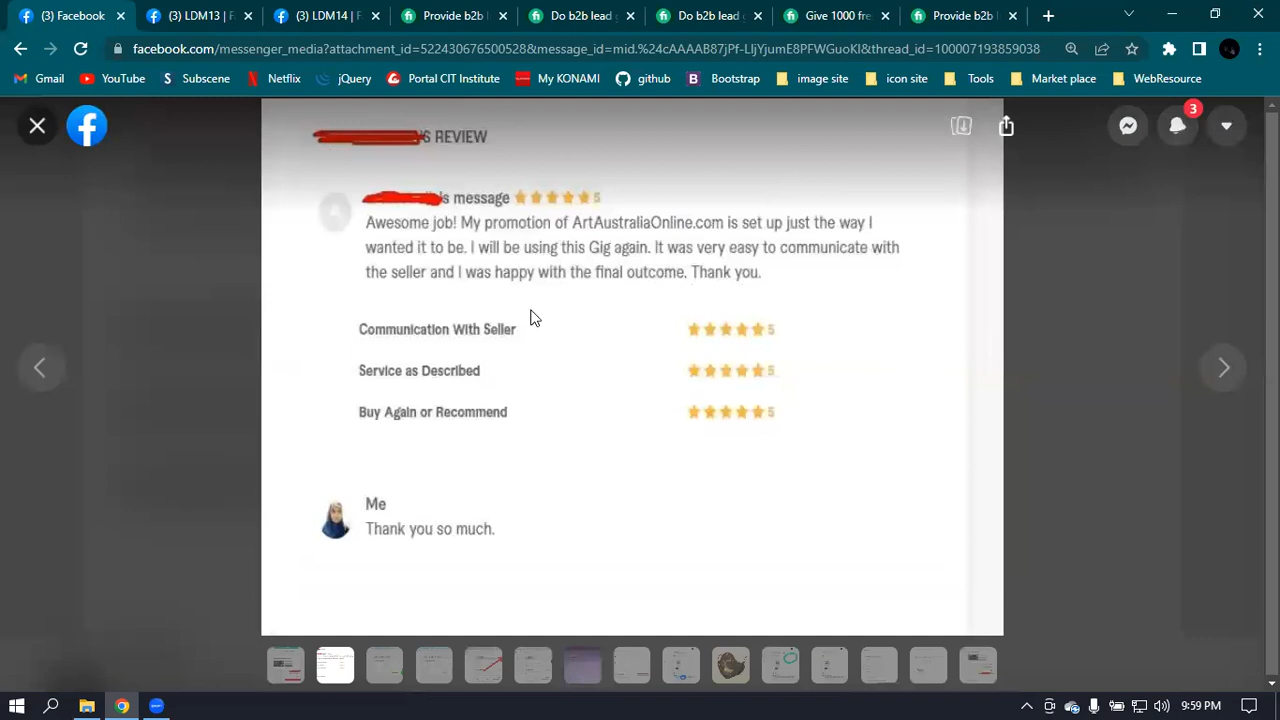 (3) Facebook
(3) LDM13 | F
(3) LDM14 | F
Provide b2b l
Do b2b lead g
Do b2b lead g
Give 1000 fre
Provide b2b
facebook.com/messenger_media?attachment_id=5224306765005288&message_id=mid.%24cAAAAB87jPf-LljYjumE8PFWGuoKI&thread_id=100007193859038
Gmail
YouTube
Subscene
Netflix
jQuery
Portal CIT Institute
My KONAMI
github
Bootstrap
image site
icon site
Tools
Market place
WebResource
3
'S REVIEW
's message 5
Awesome job! My promotion of ArtAustraliaOnline.com is set up just the way I
wanted it to be. I will be using this Gig again. It was very easy to communicate with
the seller and I was happy with the final outcome. Thank you.
Communication With Seller 5
Service as Described 5
Buy Again or Recommend 5
Me
Thank you so much.
9:59 PM